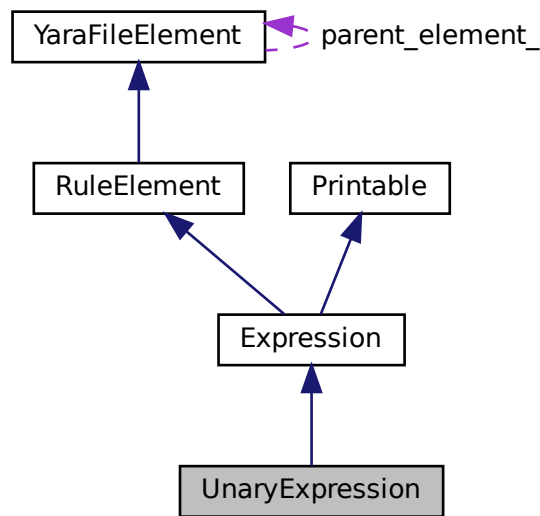 YaraFileElement
parent_element_
RuleElement
Printable
Expression
UnaryExpression